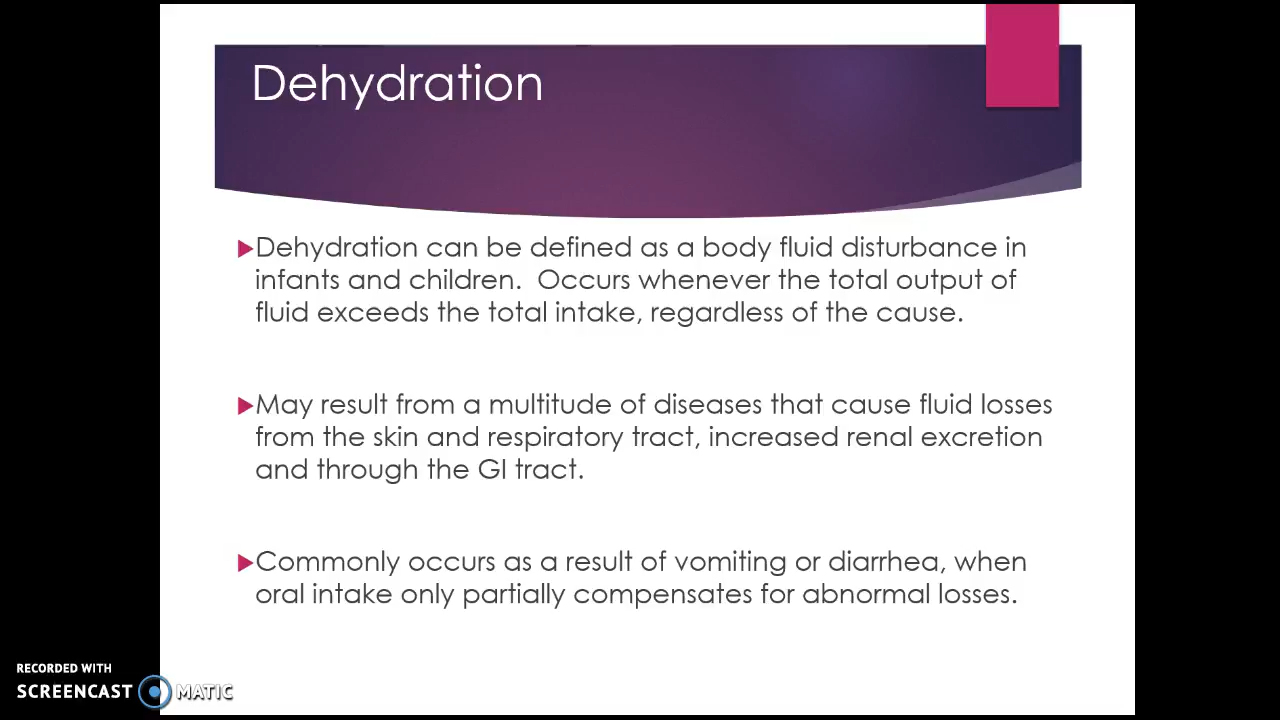 Dehydration
Dehydration can be defined as a body fluid disturbance in
infants and children.  Occurs whenever the total output of
fluid exceeds the total intake, regardless of the cause.
May result from a multitude of diseases that cause fluid losses
from the skin and respiratory tract, increased renal excretion
and through the GI tract.
Commonly occurs as a result of vomiting or diarrhea, when
oral intake only partially compensates for abnormal losses.
RECORDED WITH
SCREENCAST MATIC